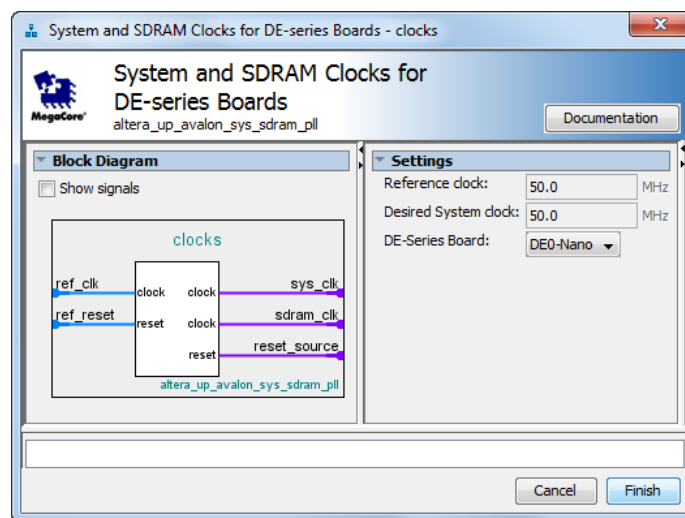 System and SDRAM Clocks for DE-series Boards - clocks
System and SDRAM Clocks for
DE-series Boards
altera_up_avalon_sys_sdram_pll
MegaCore®
Documentation
Block Diagram
Show signals
clocks
ref_clk
clock
clock
sys_clk
ref_reset
reset
clock
sdram_clk
reset
reset_source
altera_up_avalon_sys_sdram_pll
Settings
Reference clock:
50.0
MHz
Desired System clock:
50.0
MHz
DE-Series Board:
DE0-Nano
Cancel
Finish